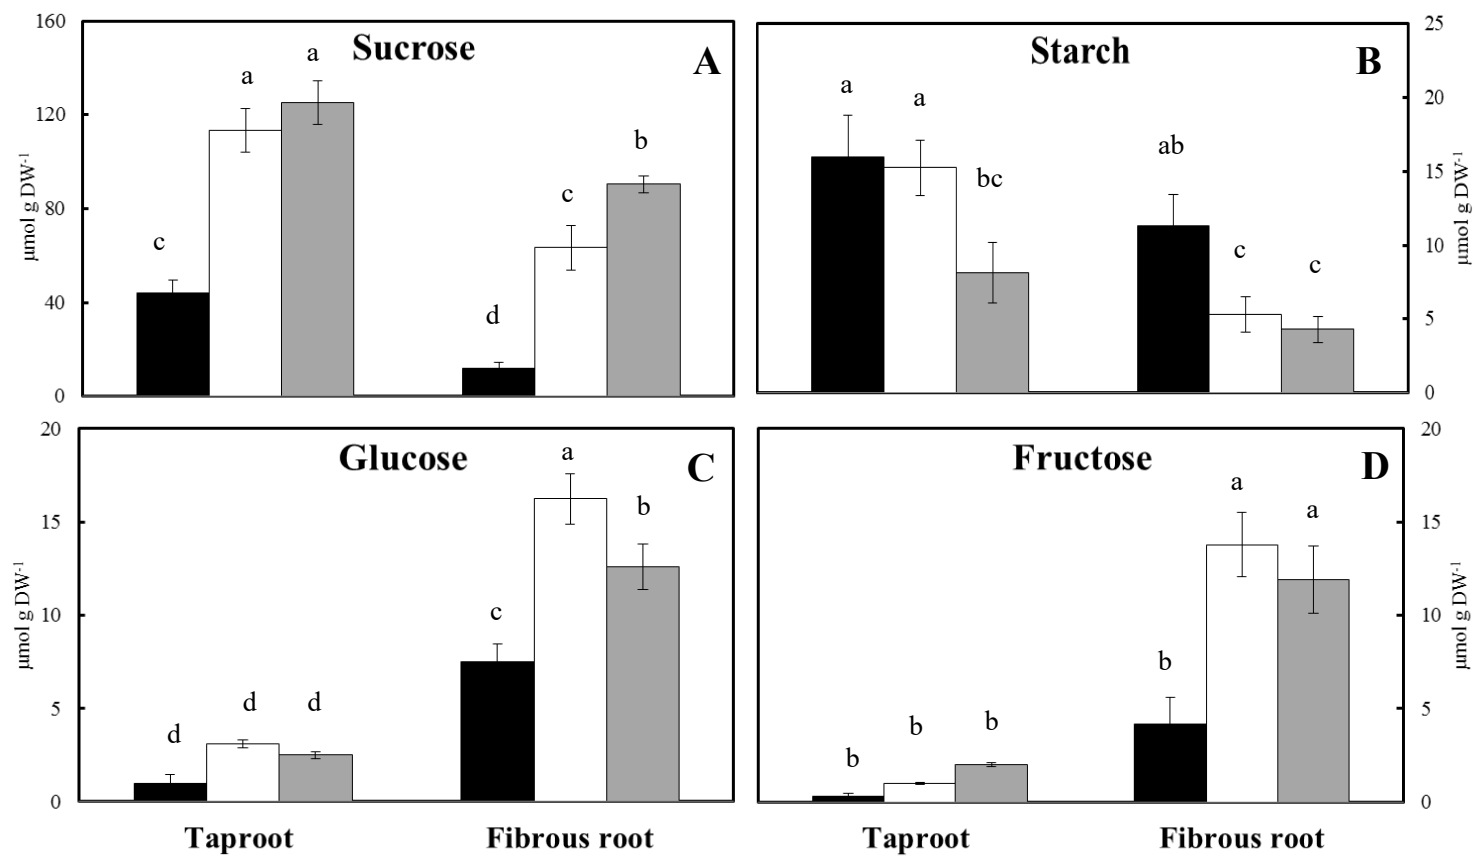 Sucrose
A
160
120
80
40
0
µmol g DW-1
c
a
a
d
c
b
Starch
B
25
20
15
10
5
0
µmol g DW-1
a
a
bc
ab
c
c
Glucose
C
20
15
10
5
0
µmol g DW-1
d
d
d
c
a
b
Taproot
Fibrous root
Fructose
D
20
15
10
5
0
µmol g DW-1
b
b
b
b
a
a
Taproot
Fibrous root